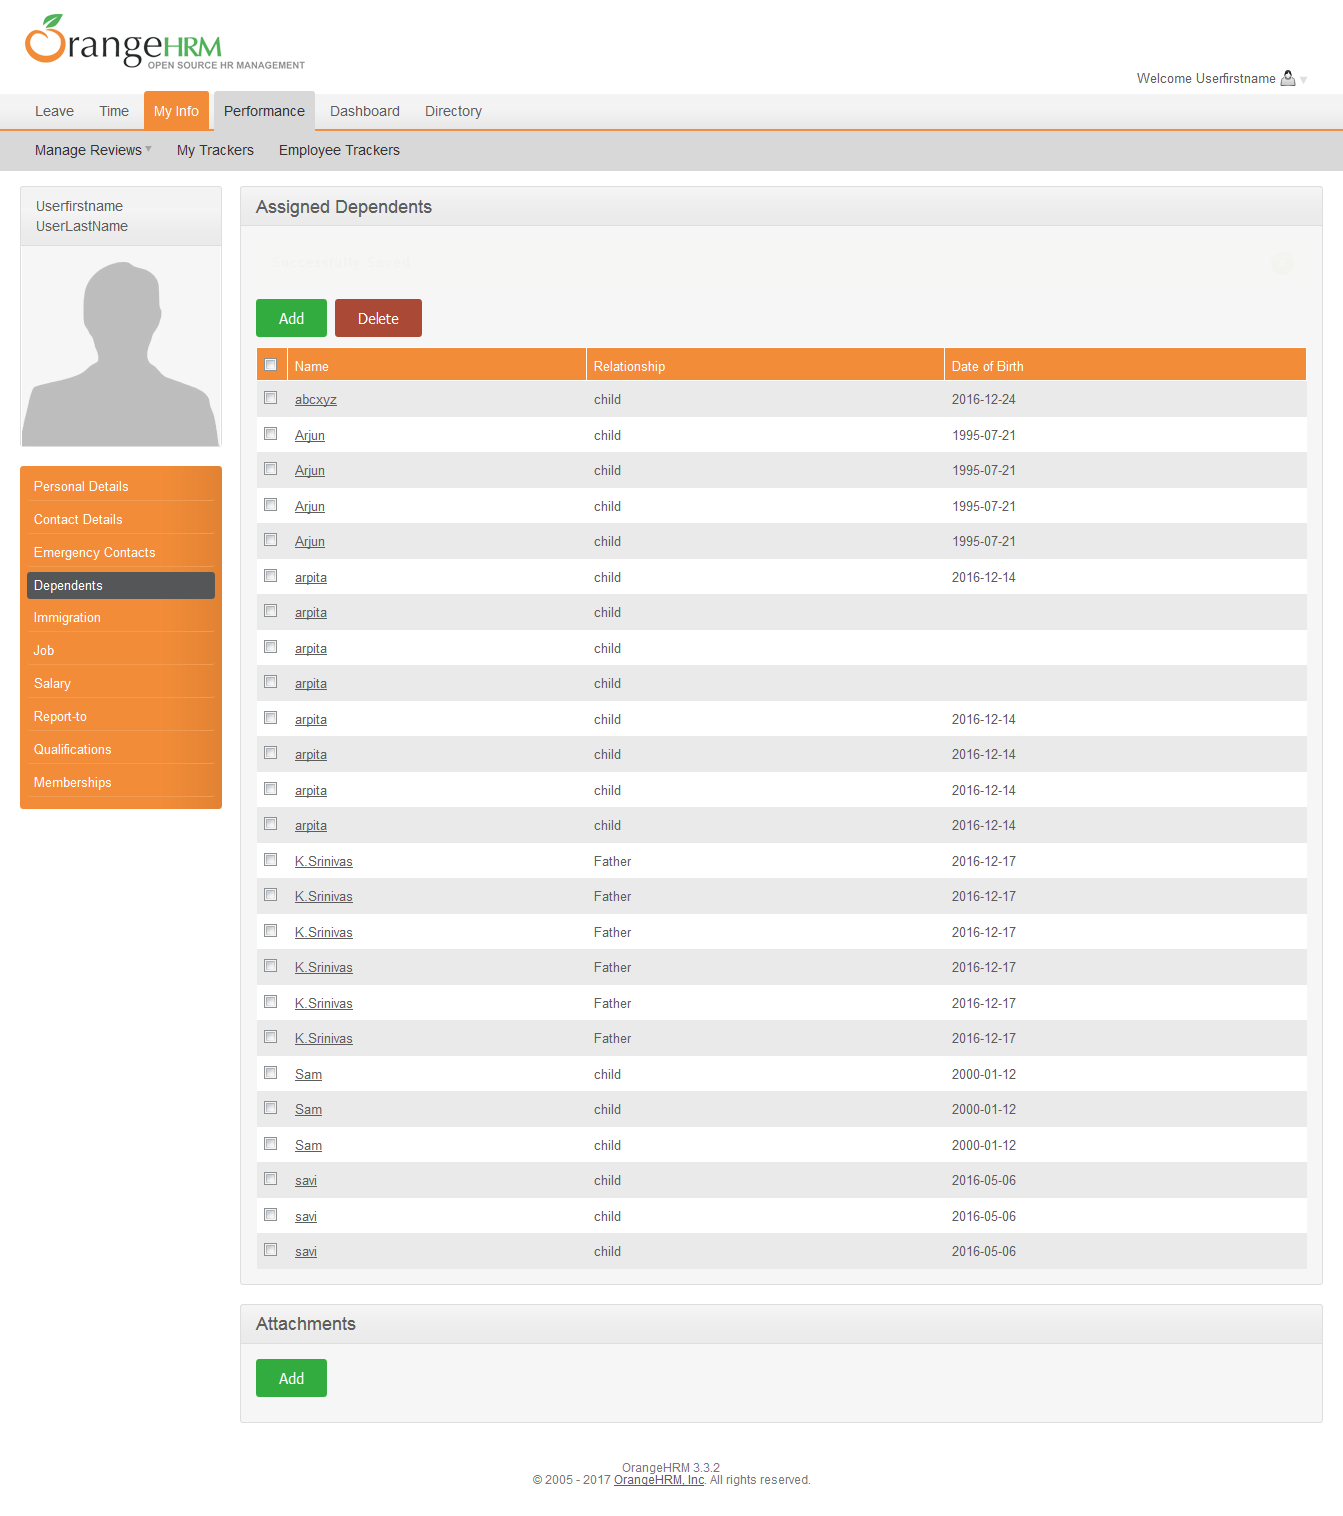 OrangeHRM
OPEN SOURCE HR MANAGEMENT
Welcome Userfirstname
Leave Time My Info Performance Dashboard Directory
Manage Reviews My Trackers Employee Trackers
Userfirstname
UserLastName
Personal Details
Contact Details
Emergency Contacts
Dependents
Immigration
Job
Salary
Report-to
Qualifications
Memberships
Assigned Dependents
Successfully Saved
Add Delete
Name Relationship Date of Birth
abcxyz child 2016-12-24
Arjun child 1995-07-21
Arjun child 1995-07-21
Arjun child 1995-07-21
Arjun child 1995-07-21
arpita child 2016-12-14
arpita child
arpita child
arpita child
arpita child 2016-12-14
arpita child 2016-12-14
arpita child 2016-12-14
arpita child 2016-12-14
K.Srinivas Father 2016-12-17
K.Srinivas Father 2016-12-17
K.Srinivas Father 2016-12-17
K.Srinivas Father 2016-12-17
K.Srinivas Father 2016-12-17
K.Srinivas Father 2016-12-17
Sam child 2000-01-12
Sam child 2000-01-12
Sam child 2000-01-12
savi child 2016-05-06
savi child 2016-05-06
savi child 2016-05-06
Attachments
Add
OrangeHRM 3.3.2
© 2005 - 2017 OrangeHRM, Inc. All rights reserved.